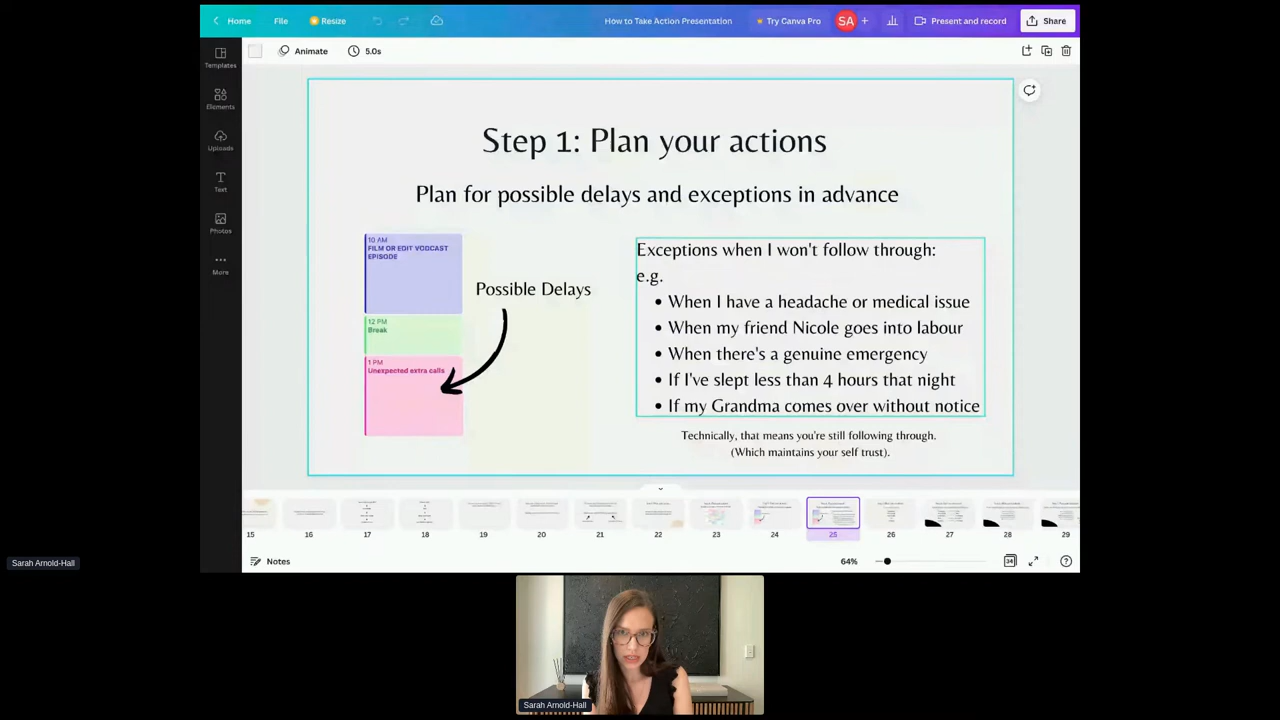 Home
File
Resize
How to Take Action Presentation
Try Canva Pro
SA
Present and record
Share
Templates
Elements
Uploads
Text
Photos
More
Animate
5.0s
Step 1: Plan your actions
Plan for possible delays and exceptions in advance
10 AM
FILM OR EDIT VODCAST
EPISODE
12 PM
Break
1 PM
Unexpected extra calls
Possible Delays
Exceptions when I won't follow through:
e.g.
When I have a headache or medical issue
When my friend Nicole goes into labour
When there's a genuine emergency
If I've slept less than 4 hours that night
If my Grandma comes over without notice
Technically, that means you're still following through.
(Which maintains your self trust).
15
16
17
18
19
20
21
22
23
24
25
26
27
28
29
Notes
64%
34
Sarah Arnold-Hall
Sarah Arnold-Hall